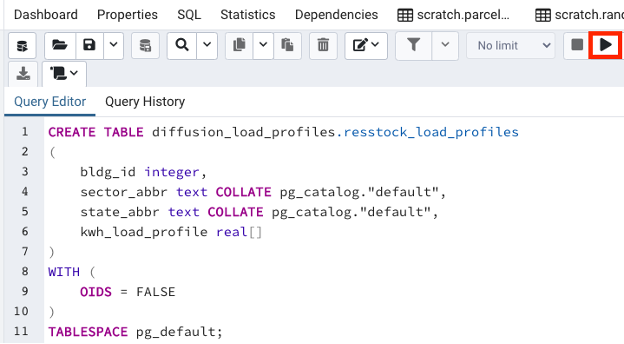 Dashboard Properties SQL Statistics Dependencies scratch.parcel... scratch.rand
No limit
Query Editor Query History
1 CREATE TABLE diffusion_load_profiles.resstock_load_profiles
2 (
3 bldg_id integer,
4 sector_abbr text COLLATE pg_catalog."default",
5 state_abbr text COLLATE pg_catalog."default",
6 kwh_load_profile real[]
7 )
8 WITH (
9 OIDS = FALSE
10 )
11 TABLESPACE pg_default;